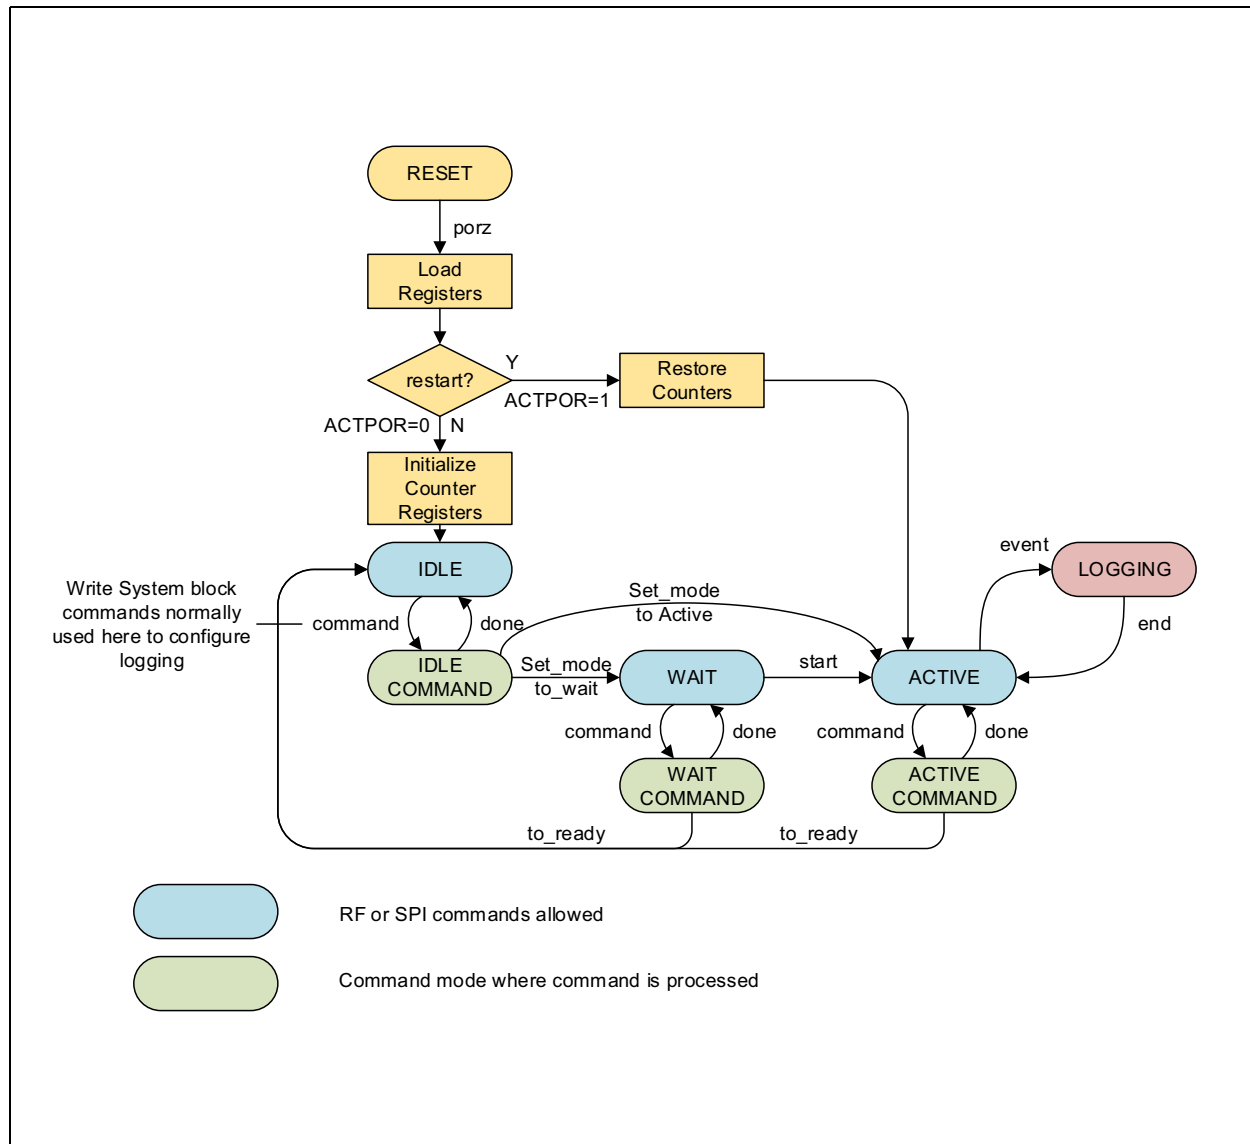 RESET
porz
Load
Registers
restart?
Y
ACTPOR=1
Restore
Counters
ACTPOR=0
N
Initialize
Counter
Registers
IDLE
Write System block
commands normally
used here to configure
logging
command
done
IDLE
COMMAND
Set_mode
to Active
Set_mode
to_wait
WAIT
start
ACTIVE
event
LOGGING
end
command
done
WAIT
COMMAND
command
done
ACTIVE
COMMAND
to_ready
to_ready
RF or SPI commands allowed
Command mode where command is processed